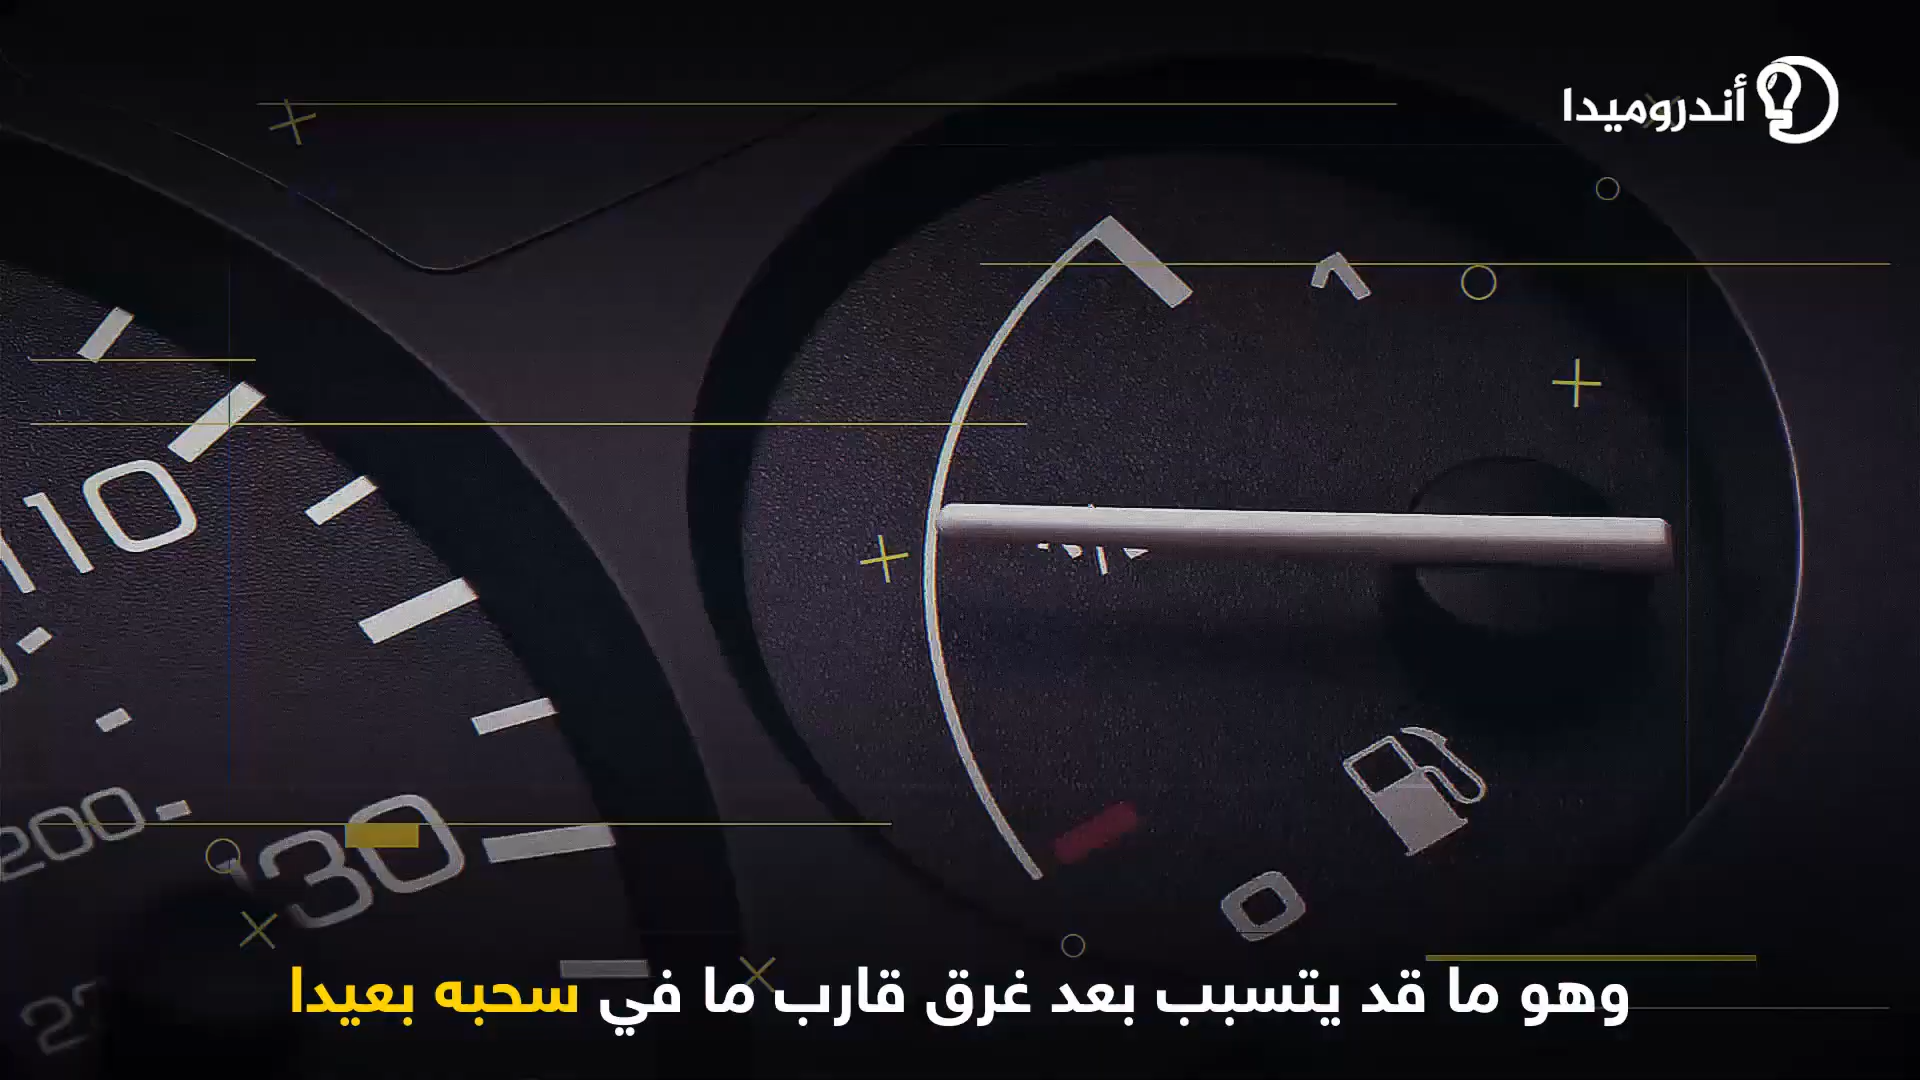 أندروميدا
110
200
130
1
0
وهو ما قد يتسبب بعد غرق قارب ما في سحبه بعيدا